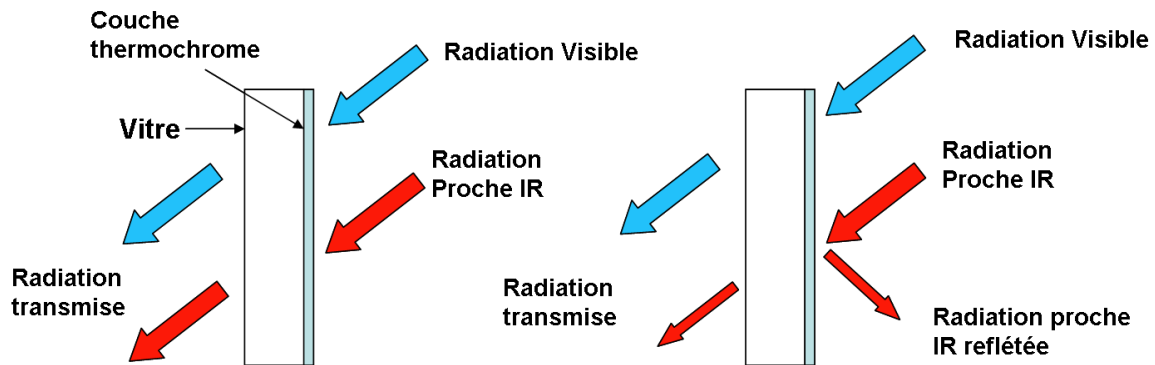 Couche
thermochrome
Radiation Visible
Vitre
Radiation
Proche IR
Radiation
transmise
Radiation Visible
Radiation
Proche IR
Radiation
transmise
Radiation proche
IR reflétée